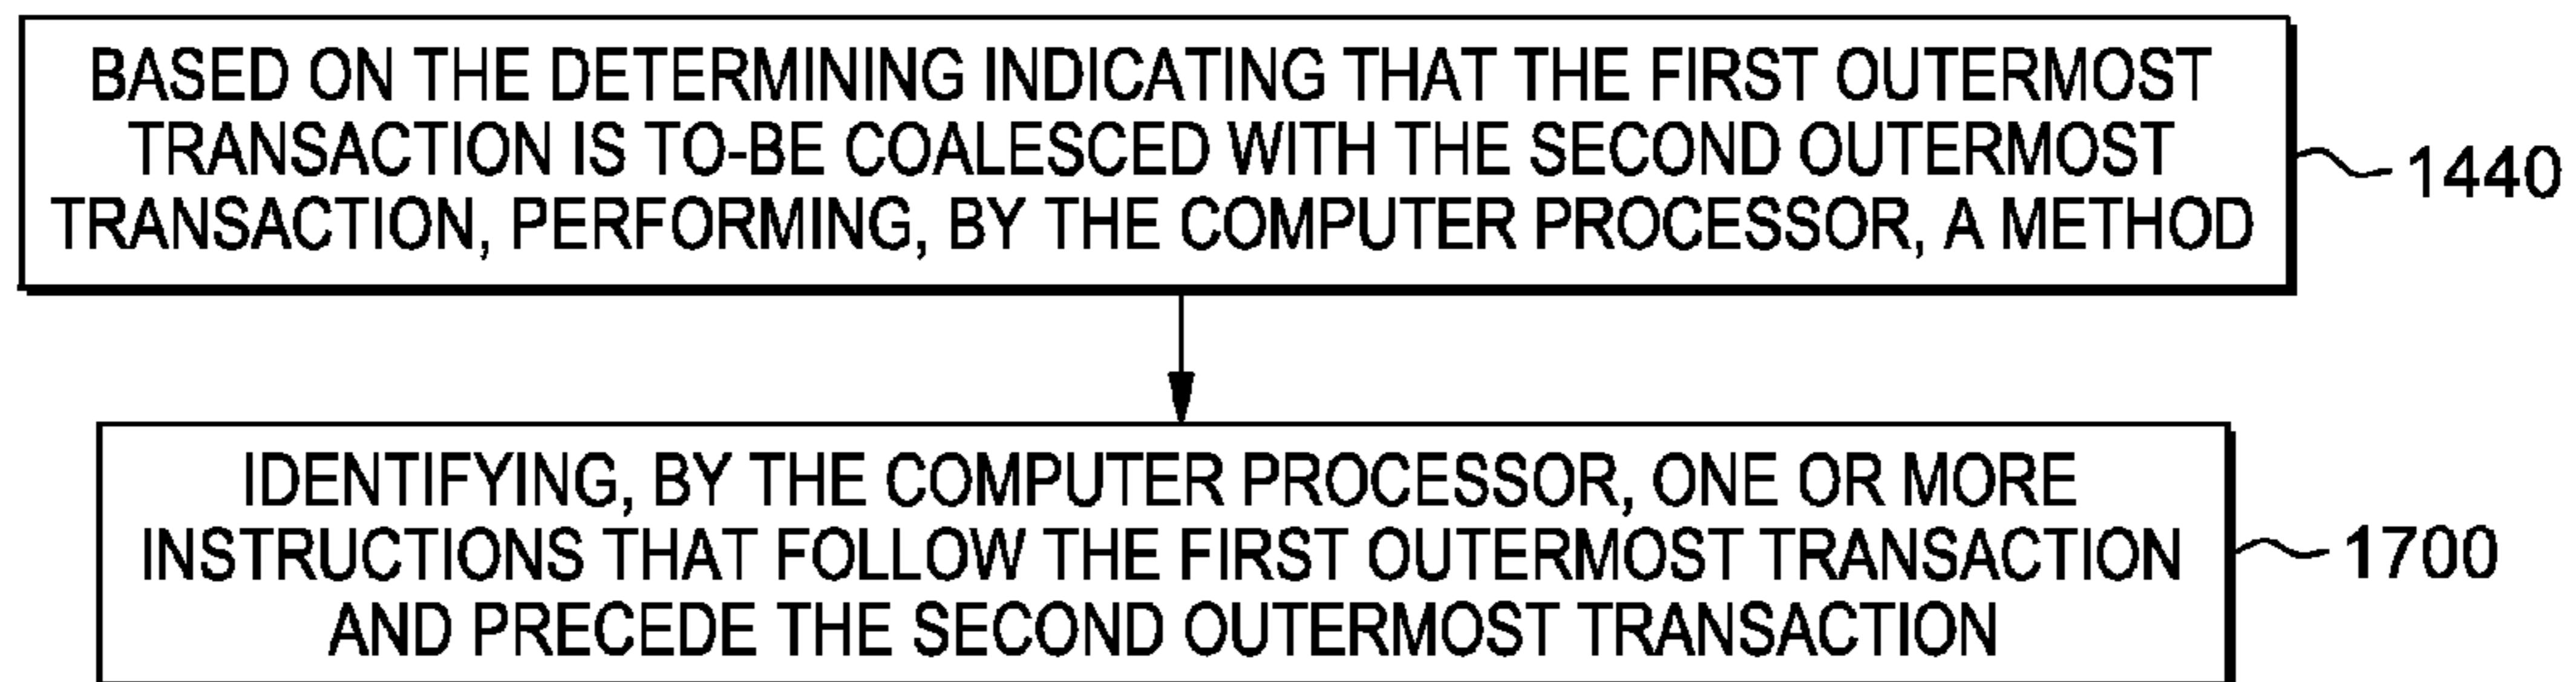 BASED ON THE DETERMINING INDICATING THAT THE FIRST OUTERMOST
TRANSACTION IS TO-BE COALESCED WITH THE SECOND OUTERMOST
TRANSACTION, PERFORMING, BY THE COMPUTER PROCESSOR, A METHOD
1440
IDENTIFYING, BY THE COMPUTER PROCESSOR, ONE OR MORE
INSTRUCTIONS THAT FOLLOW THE FIRST OUTERMOST TRANSACTION
AND PRECEDE THE SECOND OUTERMOST TRANSACTION
1700